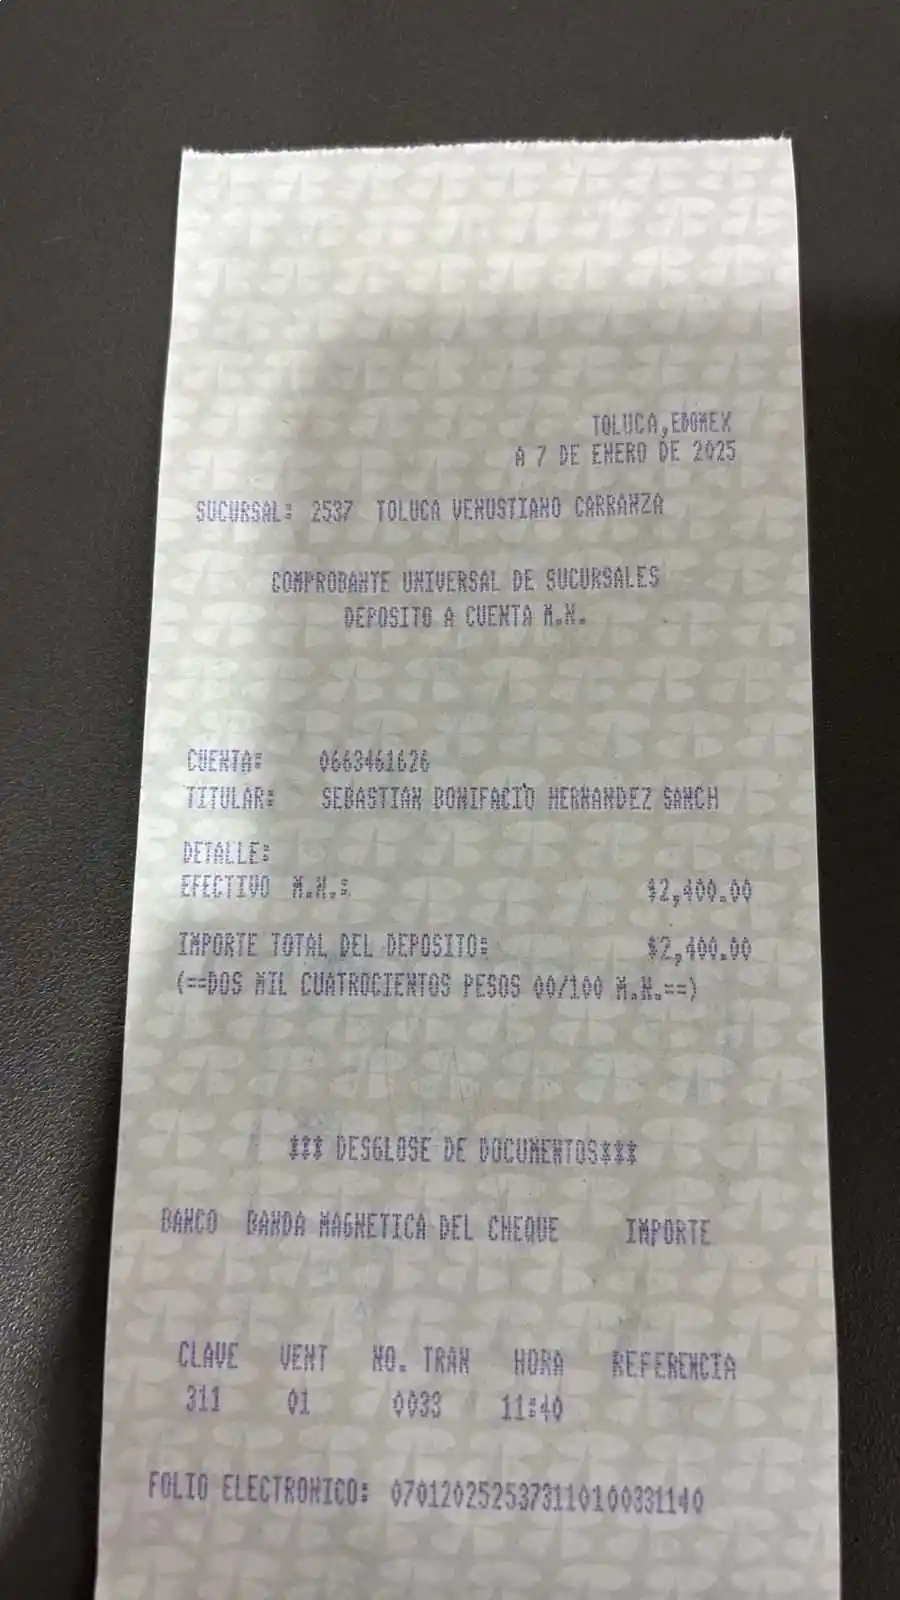 TOLUCA,EDOMEX
A 7 DE ENERO DE 2025
SUCURSAL: 2537 TOLUCA VENUSTIANO CARRANZA
COMPROBANTE UNIVERSAL DE SUCURSALES
DEPOSITO A CUENTA M.N.
CUENTA: 0663461626
TITULAR: SEBASTIAN BONIFACIO HERNANDEZ SANCH
DETALLE:
EFECTIVO M.N.: $2,400.00
IMPORTE TOTAL DEL DEPOSITO: $2,400.00
(==DOS MIL CUATROCIENTOS PESOS 00/100 M.N.==)
*** DESGLOSE DE DOCUMENTOS***
BANCO BANDA MAGNETICA DEL CHEQUE IMPORTE
CLAVE VENT NO. TRAN HORA REFERENCIA
311 01 0033 11:40
FOLIO ELECTRONICO: 0701202525373110100331140